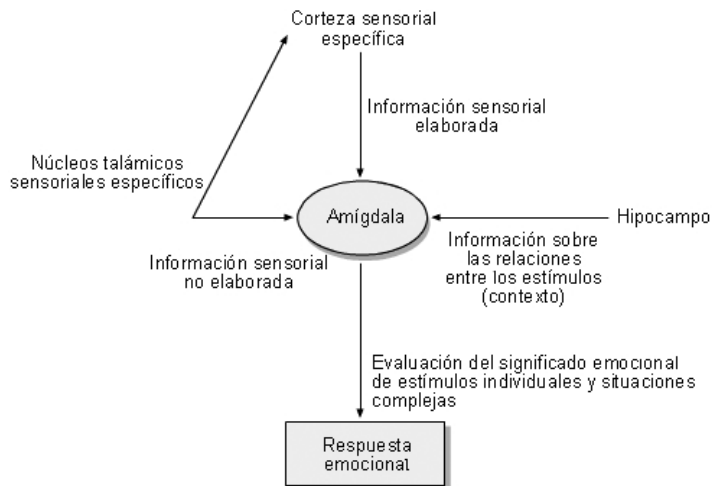 Corteza sensorial
específica
Información sensorial
elaborada
Núcleos talámicos
sensoriales específicos
Amígdala
Hipocampo
Información sensorial
no elaborada
Información sobre
las relaciones
entre los estímulos
(contexto)
Evaluación del significado emocional
de estímulos individuales y situaciones
complejas
Respuesta
emocional